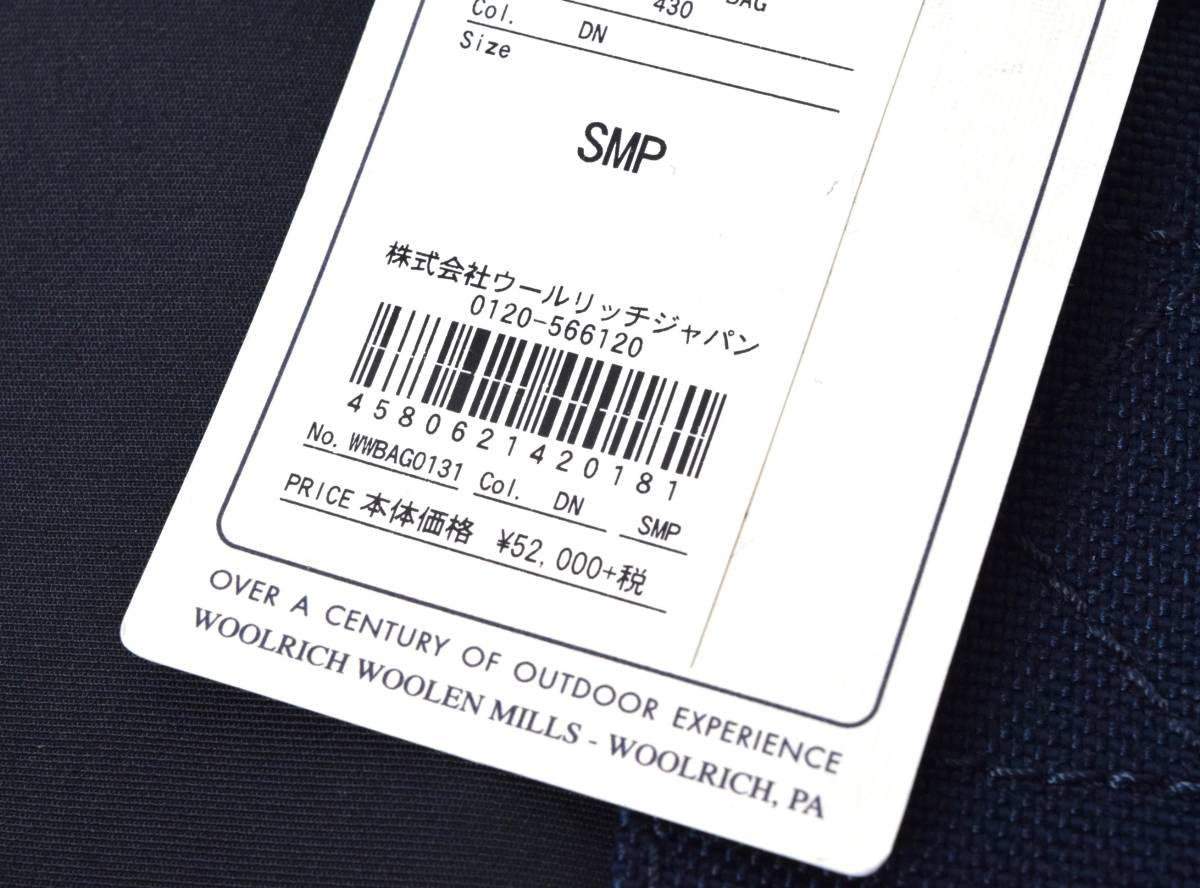 BAG
430
Col. DN
Size
SMP
株式会社ウールリッチジャパン
0120-566120
4580621420181
No. WWBAG0131 Col. DN SMP
PRICE 本体価格 ¥52,000+税
OVER A CENTURY OF OUTDOOR EXPERIENCE
WOOLRICH WOOLEN MILLS - WOOLRICH, PA